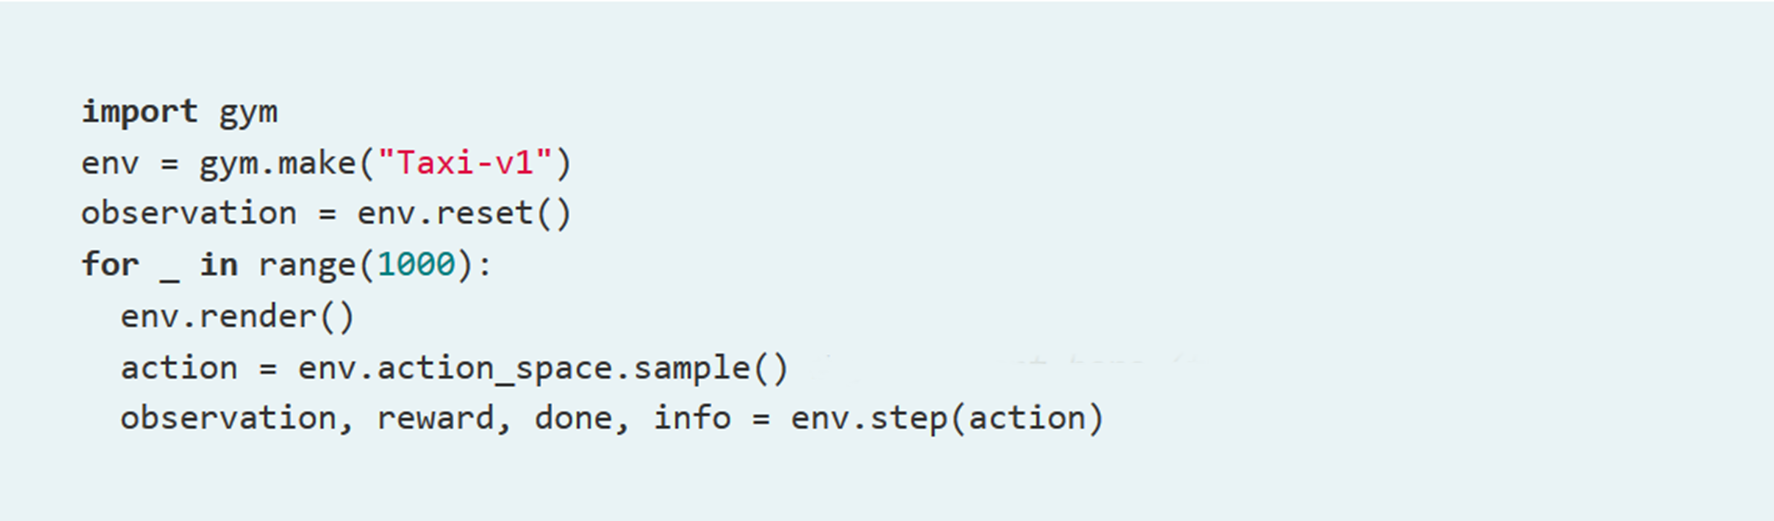 import gym
env = gym.make("Taxi-v1")
observation = env.reset()
for _ in range(1000):
  env.render()
  action = env.action_space.sample()
  observation, reward, done, info = env.step(action)